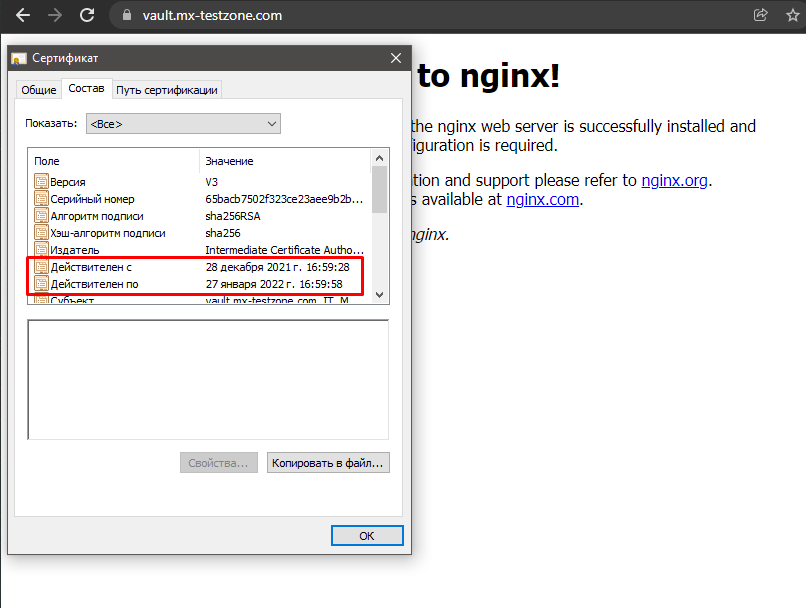 vault.mx-testzone.com
Сертификат
Общие Состав Путь сертификации
Показать: <Все>
Поле Значение
Версия V3
Серийный номер 65bacb7502f323ce23aee9b2b...
Алгоритм подписи sha256RSA
Хэш-алгоритм подписи sha256
Издатель Intermediate Certificate Autho...
Действителен с 28 декабря 2021 г. 16:59:28
Действителен по 27 января 2022 г. 16:59:58
Субъект vault.mx-testzone.com, IT, M
Свойства... Копировать в файл...
ОК
to nginx!
the nginx web server is successfully installed and
figuration is required.
tion and support please refer to nginx.org.
s available at nginx.com.
nginx.